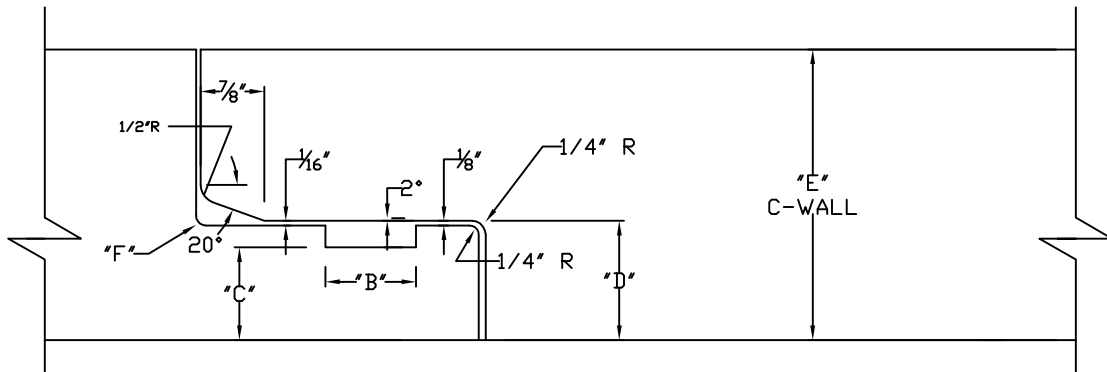 7/8"
1/2"R
1/16"
1/8"
1/4" R
2°
"E"
C-WALL
"F"
20°
1/4" R
"C"
"B"
"D"